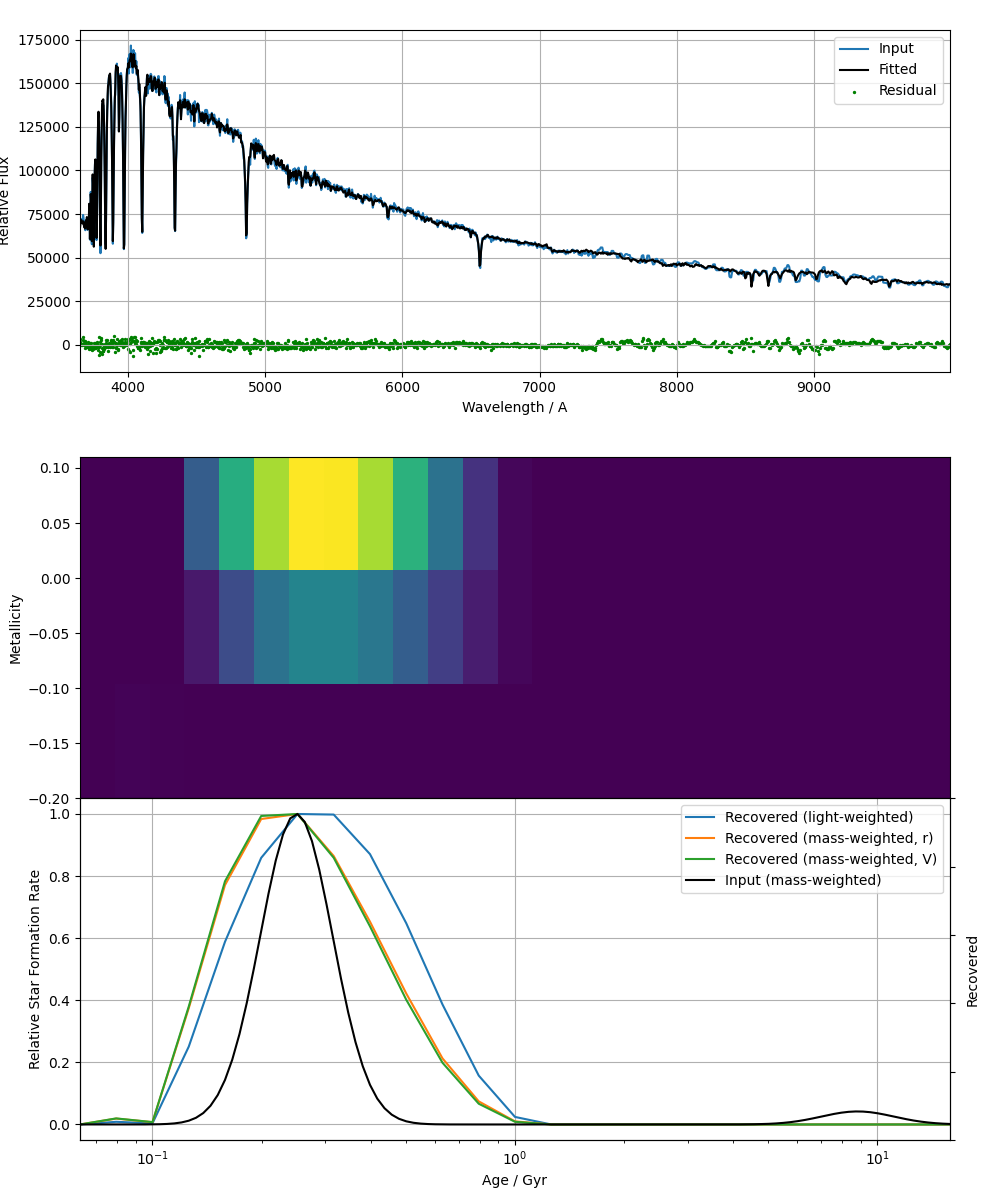 175000
150000
125000
100000
75000
50000
25000
0
Relative Flux
Input
Fitted
Residual
4000 5000 6000 7000 8000 9000
Wavelength / A
0.10
0.05
0.00
−0.05
−0.10
−0.15
−0.20
Metallicity
1.0
0.8
0.6
0.4
0.2
0.0
Relative Star Formation Rate
Recovered (light-weighted)
Recovered (mass-weighted, r)
Recovered (mass-weighted, V)
Input (mass-weighted)
Recovered
10⁻¹ 10⁰ 10¹
Age / Gyr